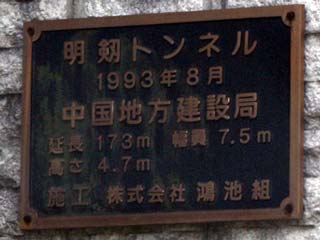 明剱トンネル
1993年8月
中国地方建設局
延長 173m 幅員 7.5m
高さ 4.7m
施工 株式会社 鴻池組